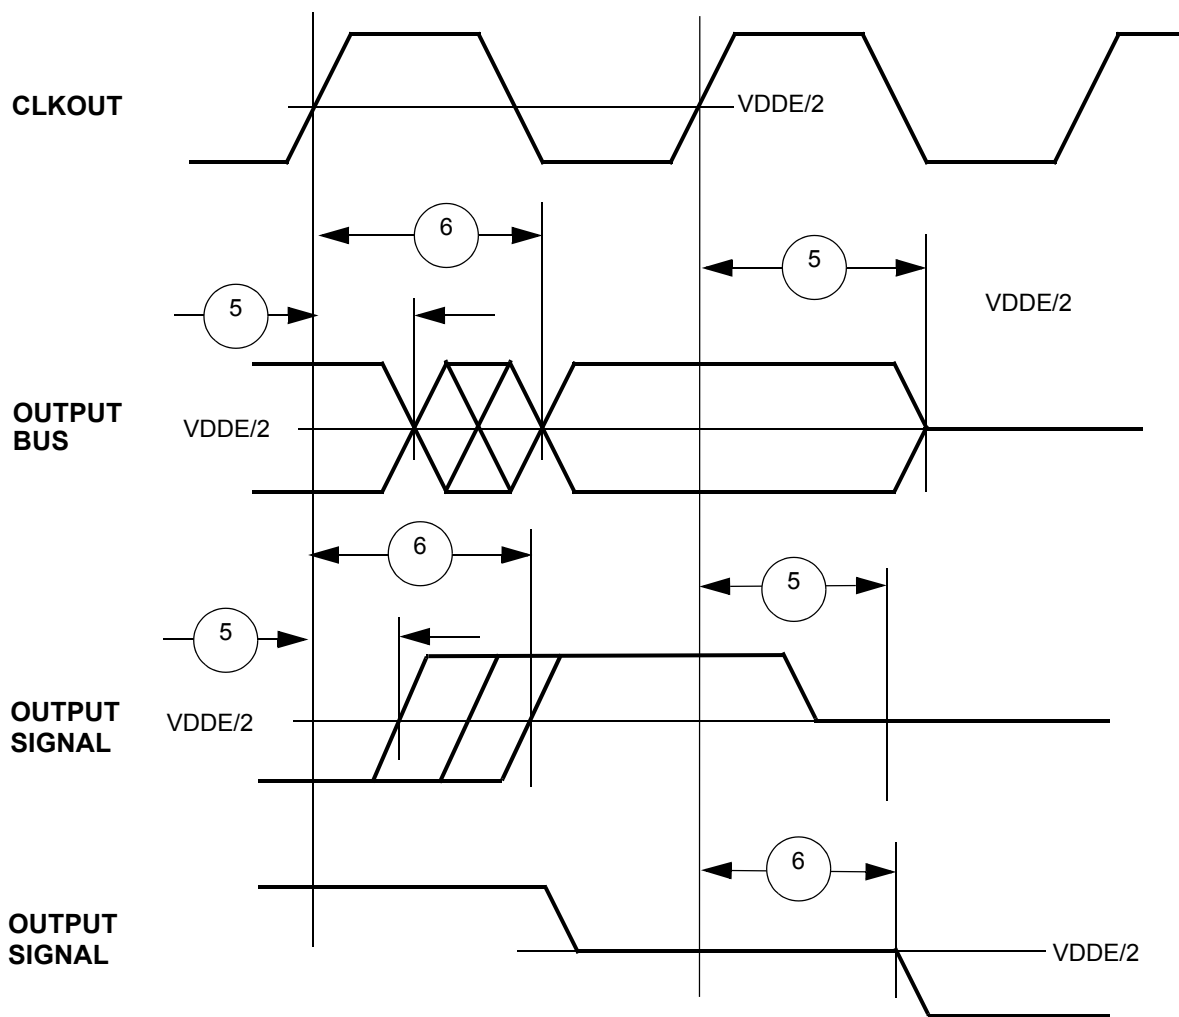 CLKOUT
VDDE/2
6
5
5
VDDE/2
OUTPUT
BUS
VDDE/2
6
5
5
OUTPUT
SIGNAL
VDDE/2
6
OUTPUT
SIGNAL
VDDE/2